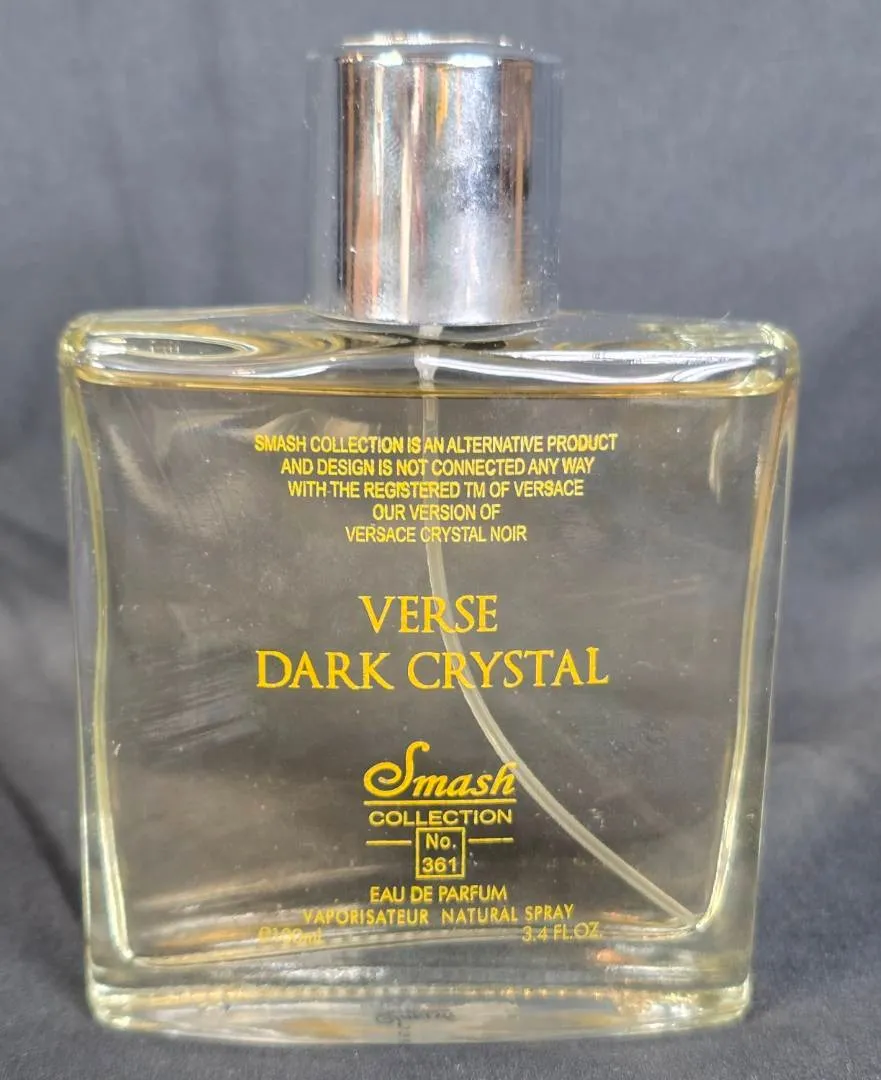 SMASH COLLECTION IS AN ALTERNATIVE PRODUCT
AND DESIGN IS NOT CONNECTED ANY WAY
WITH THE REGISTERED TM OF VERSACE
OUR VERSION OF
VERSACE CRYSTAL NOIR
VERSE
DARK CRYSTAL
Smash
COLLECTION
No.
361
EAU DE PARFUM
VAPORISATEUR NATURAL SPRAY
3.4 FL.OZ.